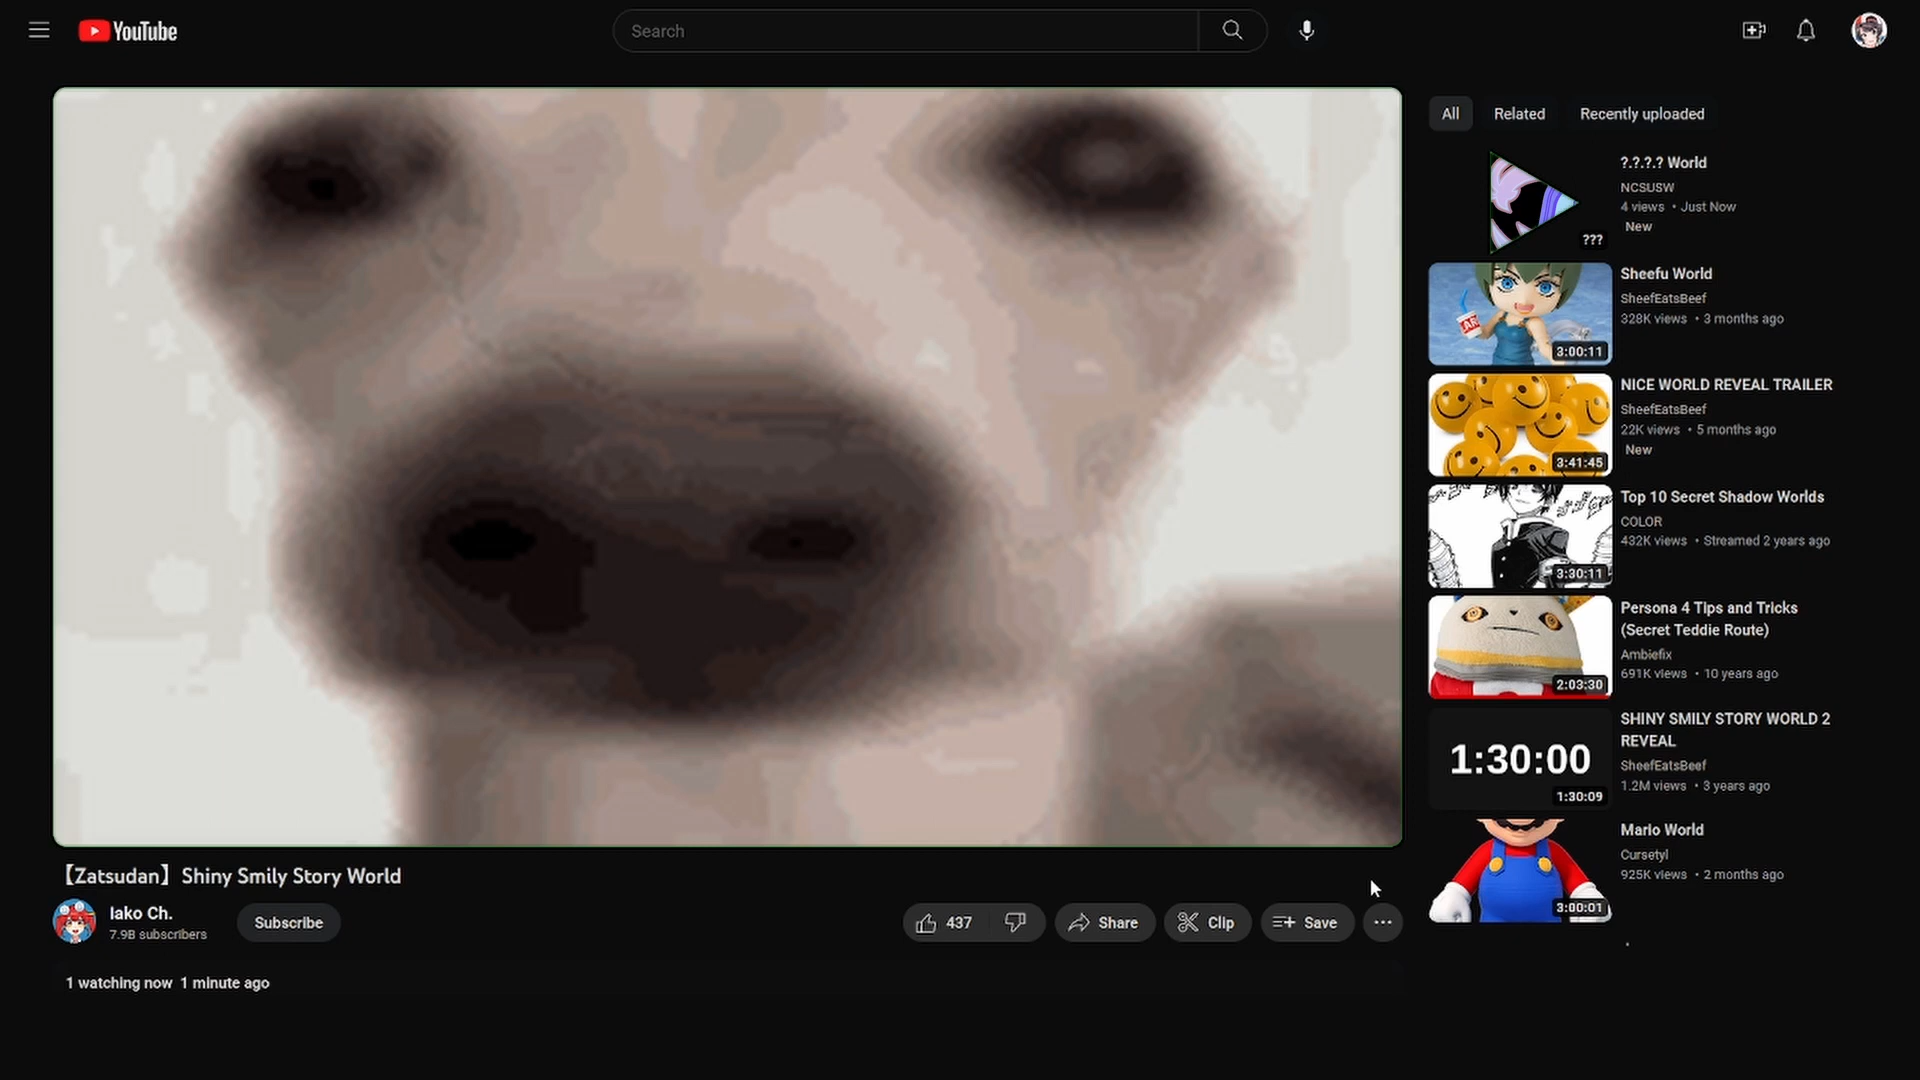 YouTube
Search
All
Related
Recently uploaded
?.?.?.? World
NCSUSW
4 views • Just Now
New
???
Sheefu World
SheefEatsBeef
328K views • 3 months ago
3:00:11
NICE WORLD REVEAL TRAILER
SheefEatsBeef
22K views • 5 months ago
New
3:41:45
Top 10 Secret Shadow Worlds
COLOR
432K views • Streamed 2 years ago
3:30:11
Persona 4 Tips and Tricks
(Secret Teddie Route)
Ambiefix
691K views • 10 years ago
2:03:30
SHINY SMILY STORY WORLD 2
REVEAL
SheefEatsBeef
1.2M views • 3 years ago
1:30:00
1:30:09
Mario World
Cursetyl
925K views • 2 months ago
3:00:01
【Zatsudan】Shiny Smily Story World
Iako Ch.
7.9B subscribers
Subscribe
437
Share
Clip
Save
1 watching now 1 minute ago